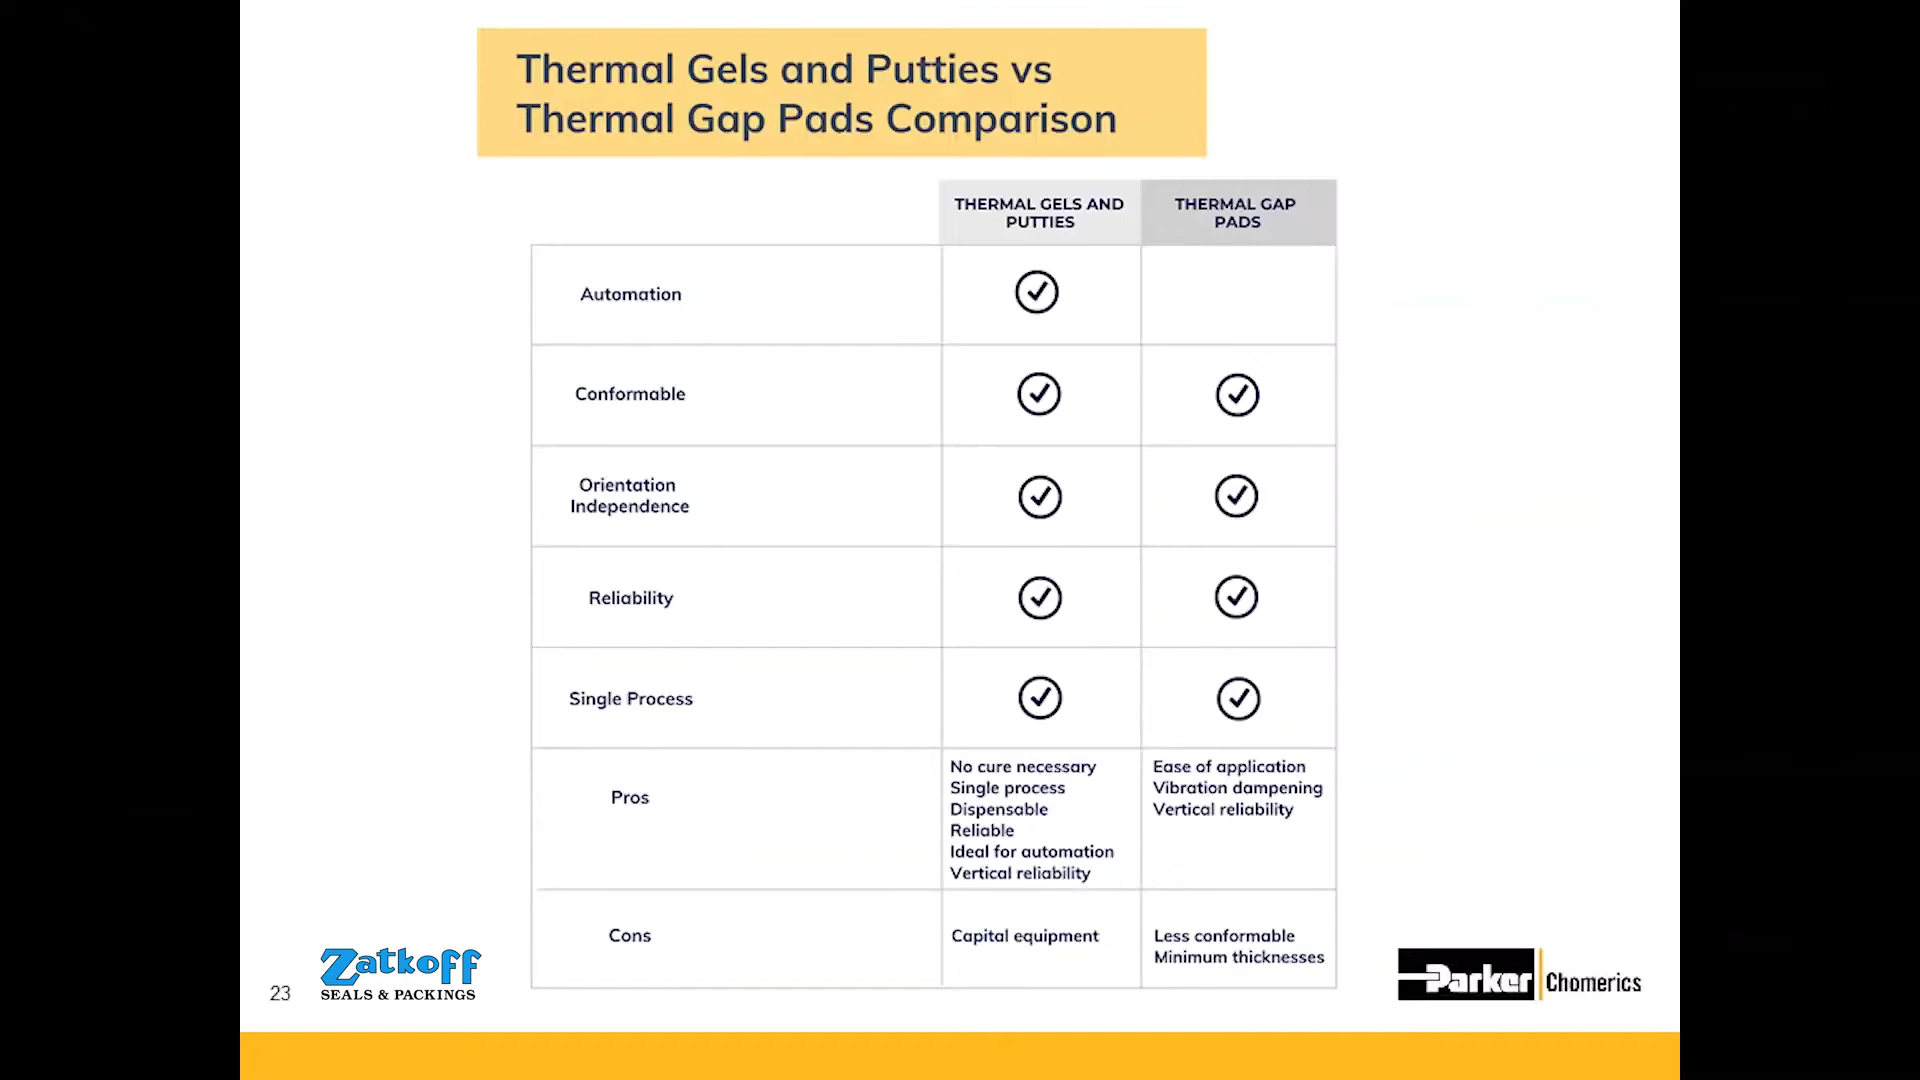 Thermal Gels and Putties vs
Thermal Gap Pads Comparison
THERMAL GELS AND
PUTTIES
THERMAL GAP
PADS
Automation
Conformable
Orientation
Independence
Reliability
Single Process
Pros
No cure necessary
Single process
Dispensable
Reliable
Ideal for automation
Vertical reliability
Ease of application
Vibration dampening
Vertical reliability
Cons
Capital equipment
Less conformable
Minimum thicknesses
23
Zatkoff
SEALS & PACKINGS
Parker
Chomerics